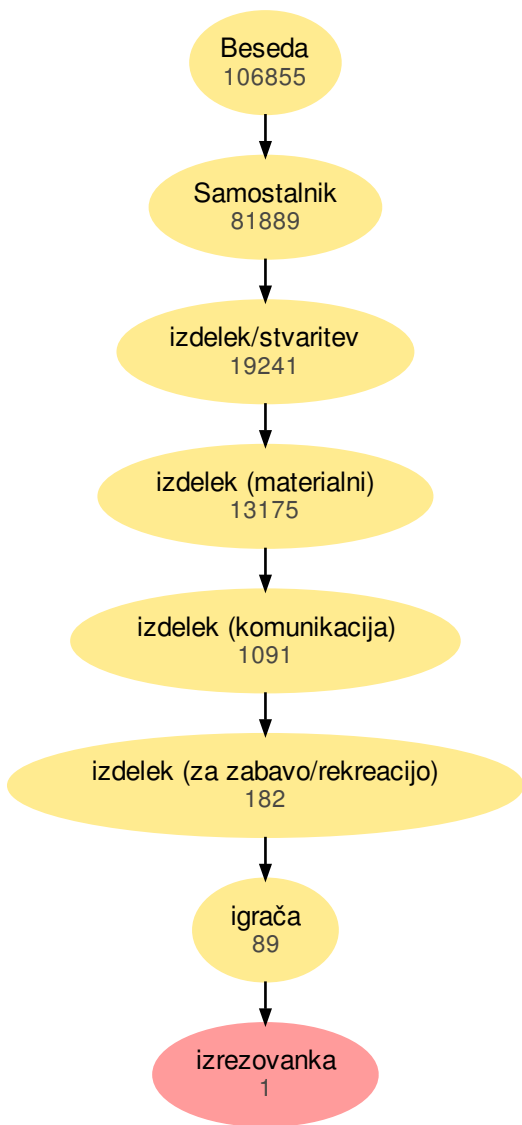 Beseda
106855
Samostalnik
81889
izdelek/stvaritev
19241
izdelek (materialni)
13175
izdelek (komunikacija)
1091
izdelek (za zabavo/rekreacijo)
182
igrača
89
izrezovanka
1